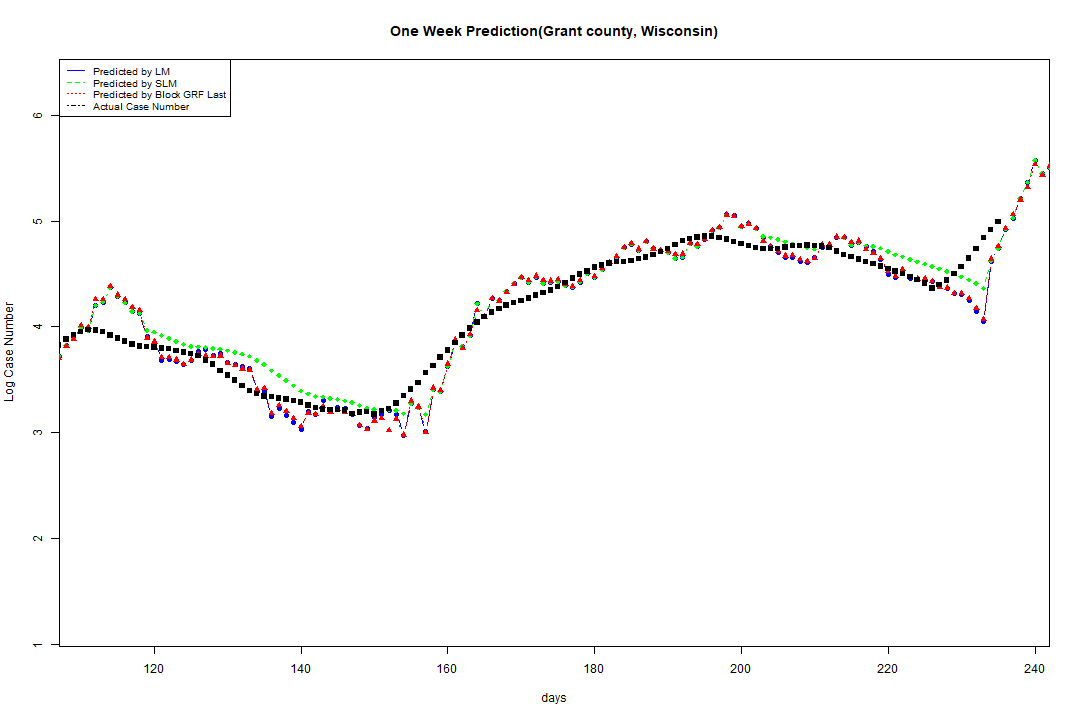 One Week Prediction(Grant county, Wisconsin)
Predicted by LM
Predicted by SLM
Predicted by Block GRF Last
Actual Case Number
6
5
4
3
2
1
Log Case Number
120 140 160 180 200 220 240
days